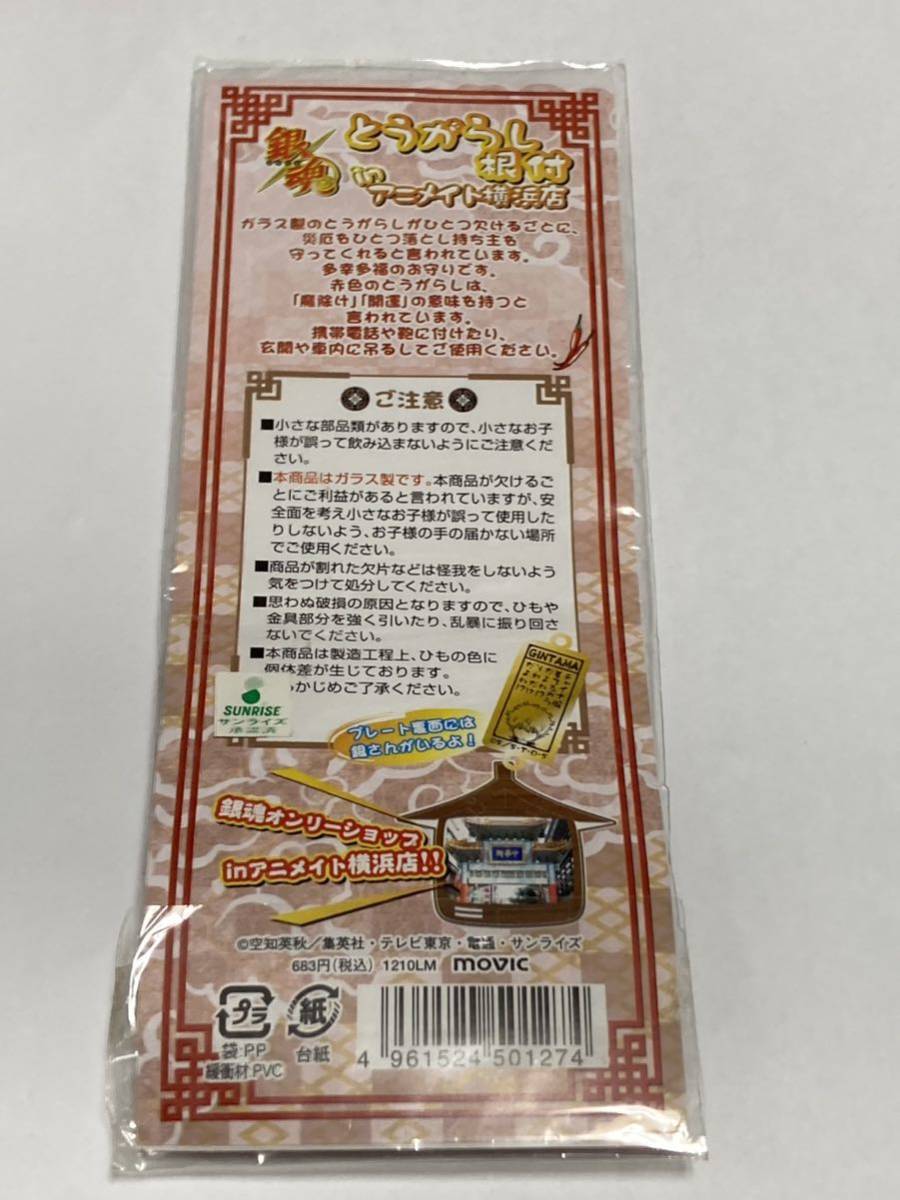 銀魂
とうがらし
根付
in
アニメイト横浜店
ガラス製のとうがらしがひとつ欠けるごとに、
災厄もひとつ落とし持ち主も
守ってくれると言われています。
多幸多福のお守りです。
赤色のとうがらしは、
「魔除け」「開運」の意味を持つと
言われています。
携帯電話や鞄に付けたり、
玄関や車内に吊るしてご使用ください。
ご注意
■小さな部品類がありますので、小さなお子
様が誤って飲み込まないようにご注意くだ
さい。
■本商品はガラス製です。本商品が欠けるご
とにご利益があると言われていますが、安
全面を考え小さなお子様が誤って使用した
りしないよう、お子様の手の届かない場所
でご使用ください。
■商品が割れた欠片などは怪我をしないよう
気をつけて処分してください。
■思わぬ破損の原因となりますので、ひもや
金具部分を強く引いたり、乱暴に振り回さ
ないでください。
■本商品は製造工程上、ひもの色に
個体差が生じております。
らかじめご了承ください。
SUNRISE
サンライズ
承認済
GINTAMA
プレート裏面には
銀さんがいるよ!
銀魂オンリーショップ
inアニメイト横浜店!!
©空知英秋/集英社・テレビ東京・電通・サンライズ
683円(税込) 1210LM movic
プラ
紙
袋:PP
台紙
緩衝材:PVC
4 961524 501274